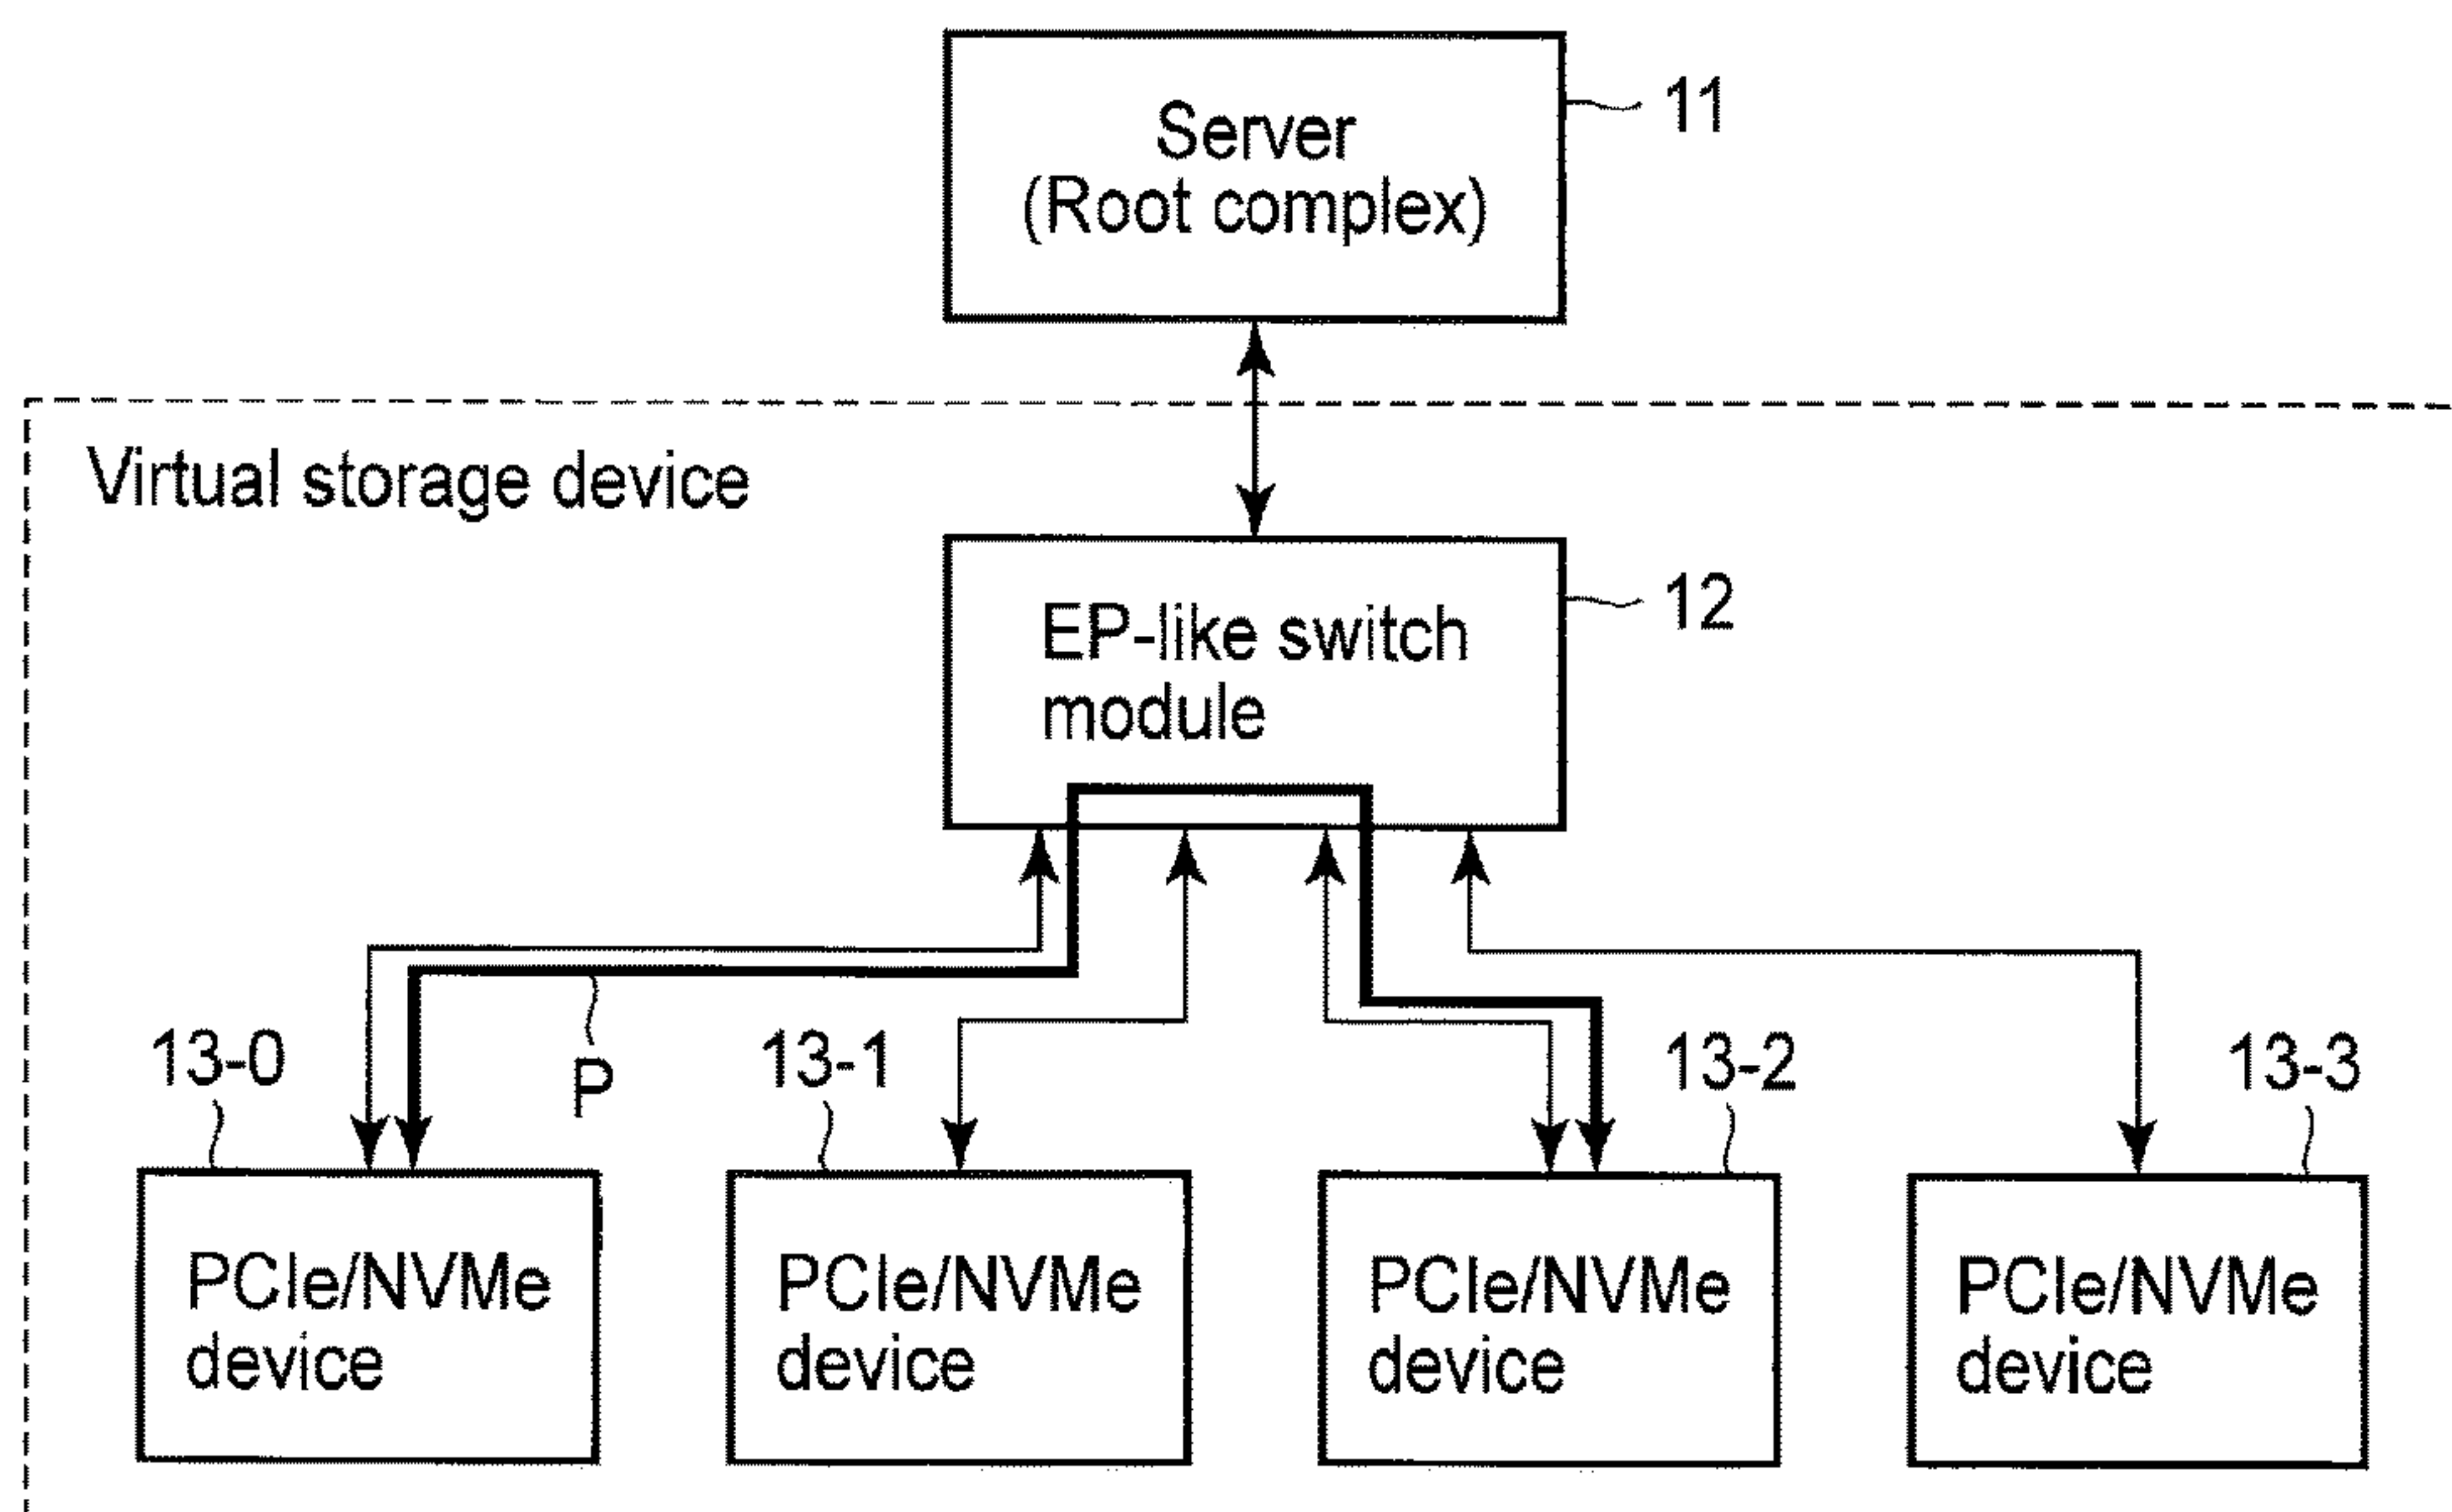 Server
(Root complex)
11
Virtual storage device
EP-like switch
module
12
13-0
P
13-1
13-2
13-3
PCIe/NVMe
device
PCIe/NVMe
device
PCIe/NVMe
device
PCIe/NVMe
device